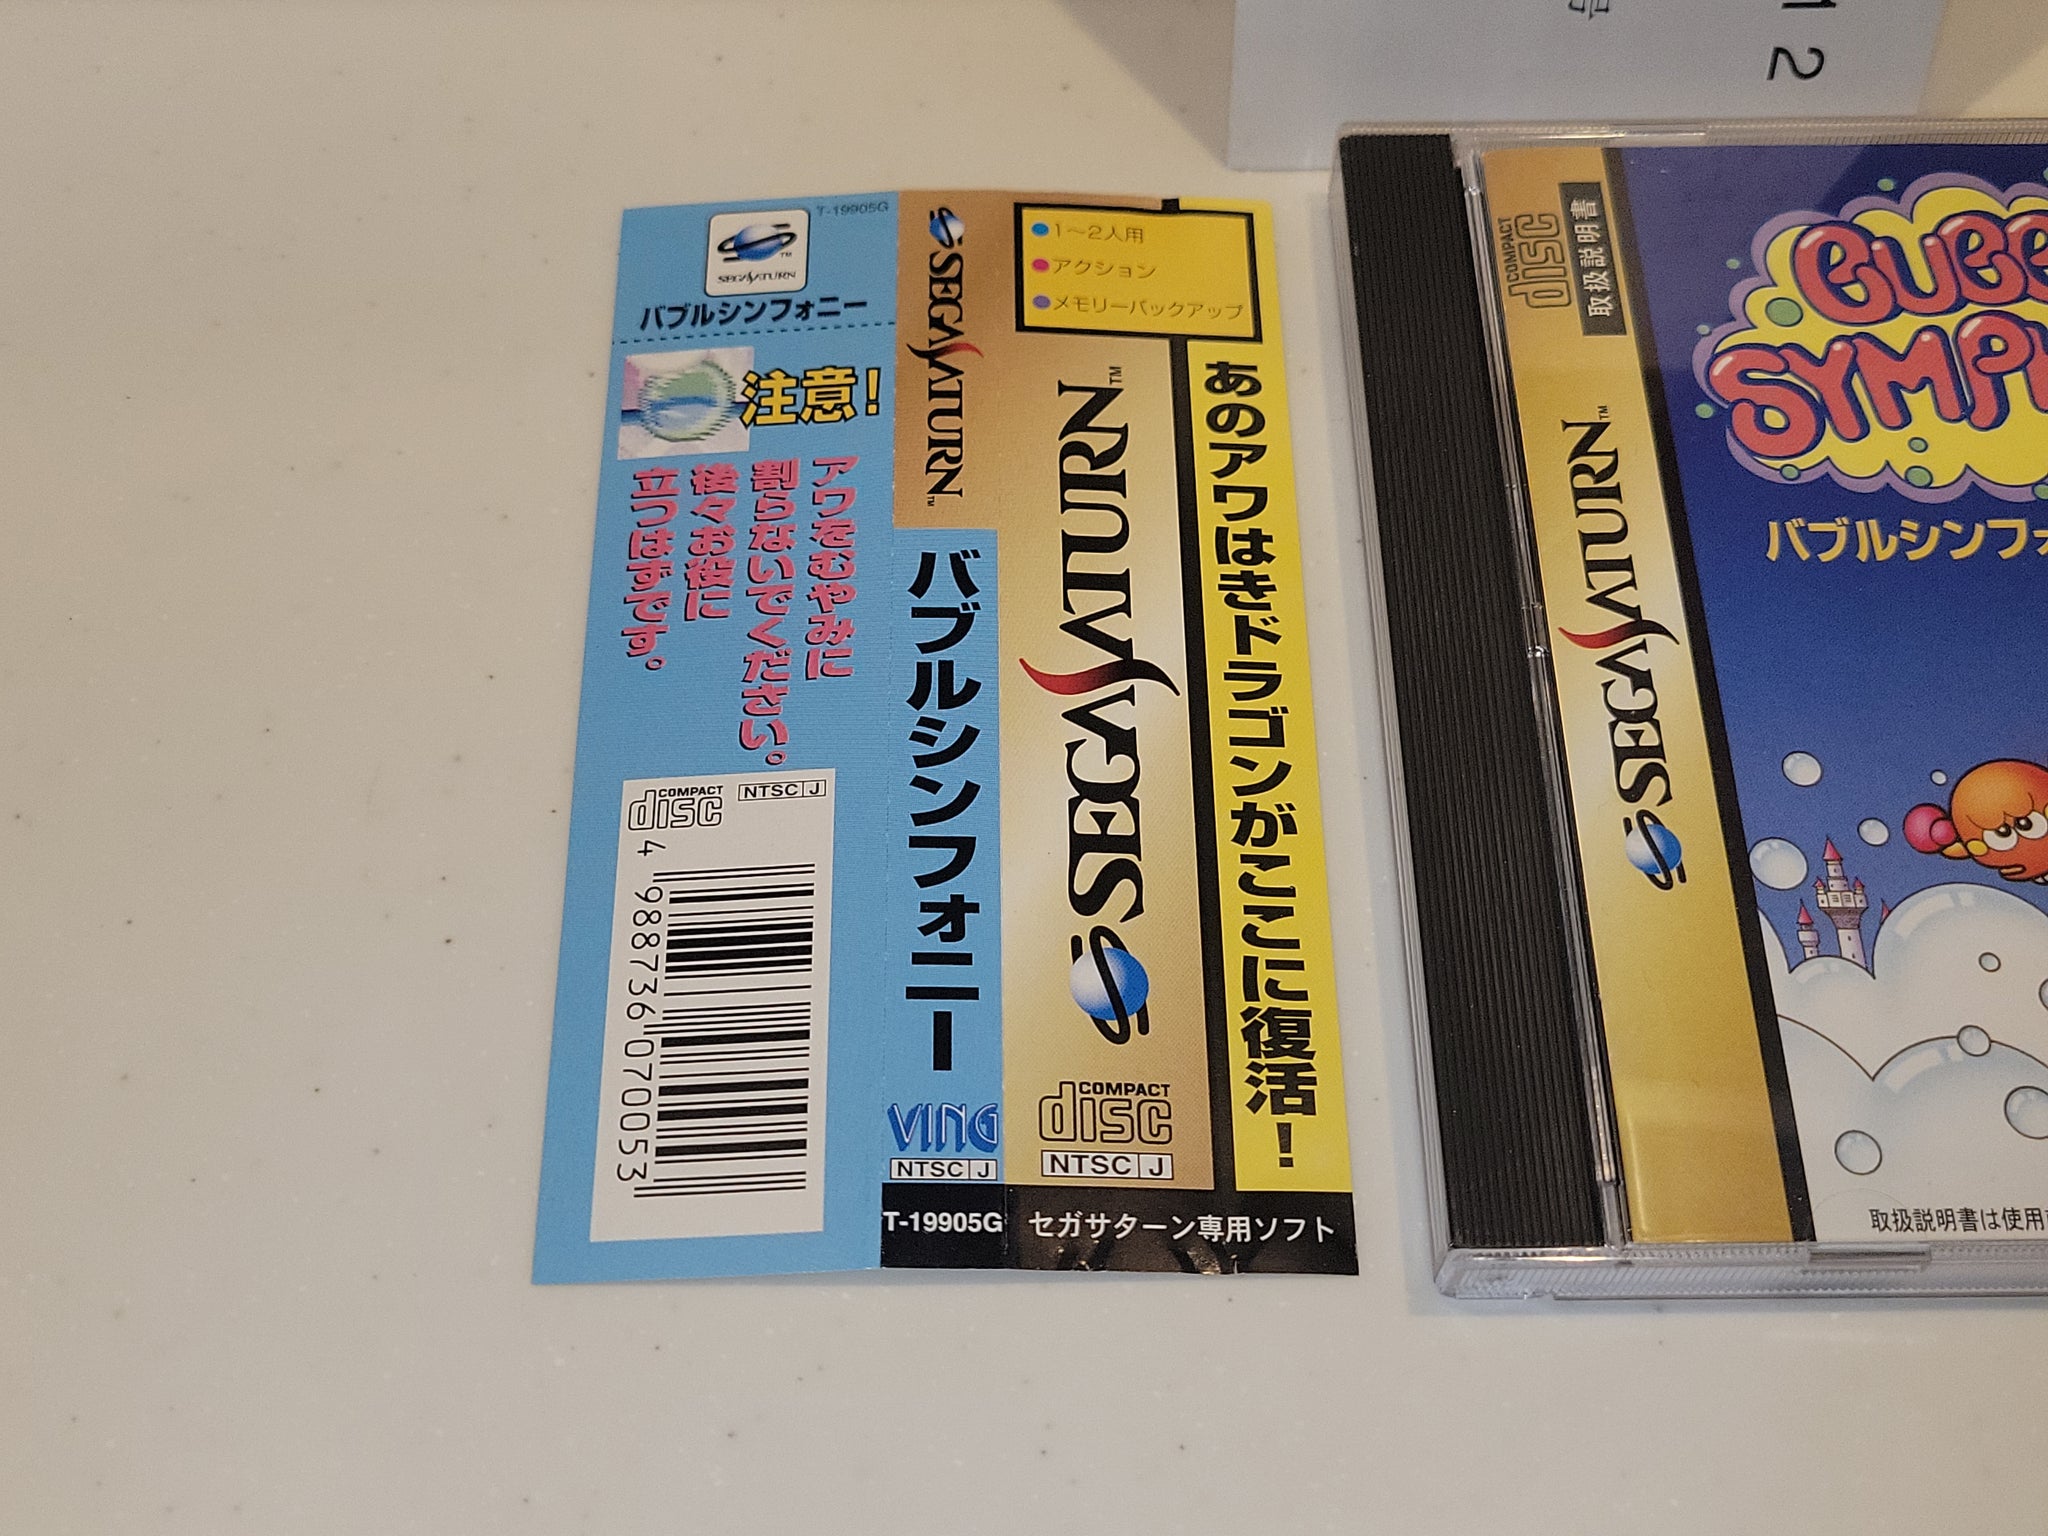 12
号
T-19905G
SEGA SATURN
バブルシンフォニー
注意!
アワをむやみに
割らないでください。
後々お役に
立つはずです。
COMPACT
disc
NTSC J
4 988736 070053
SEGA SATURN™
バブルシンフォニー
VING
NTSC J
T-19905G
●1〜2人用
●アクション
●メモリーバックアップ
SEGA SATURN™
COMPACT
disc
NTSC J
あのアワはきドラゴンがここに復活!
セガサターン専用ソフト
COMPACT
disc
取扱説明書
SEGA SATURN™
バブルシンフ
取扱説明書は使用